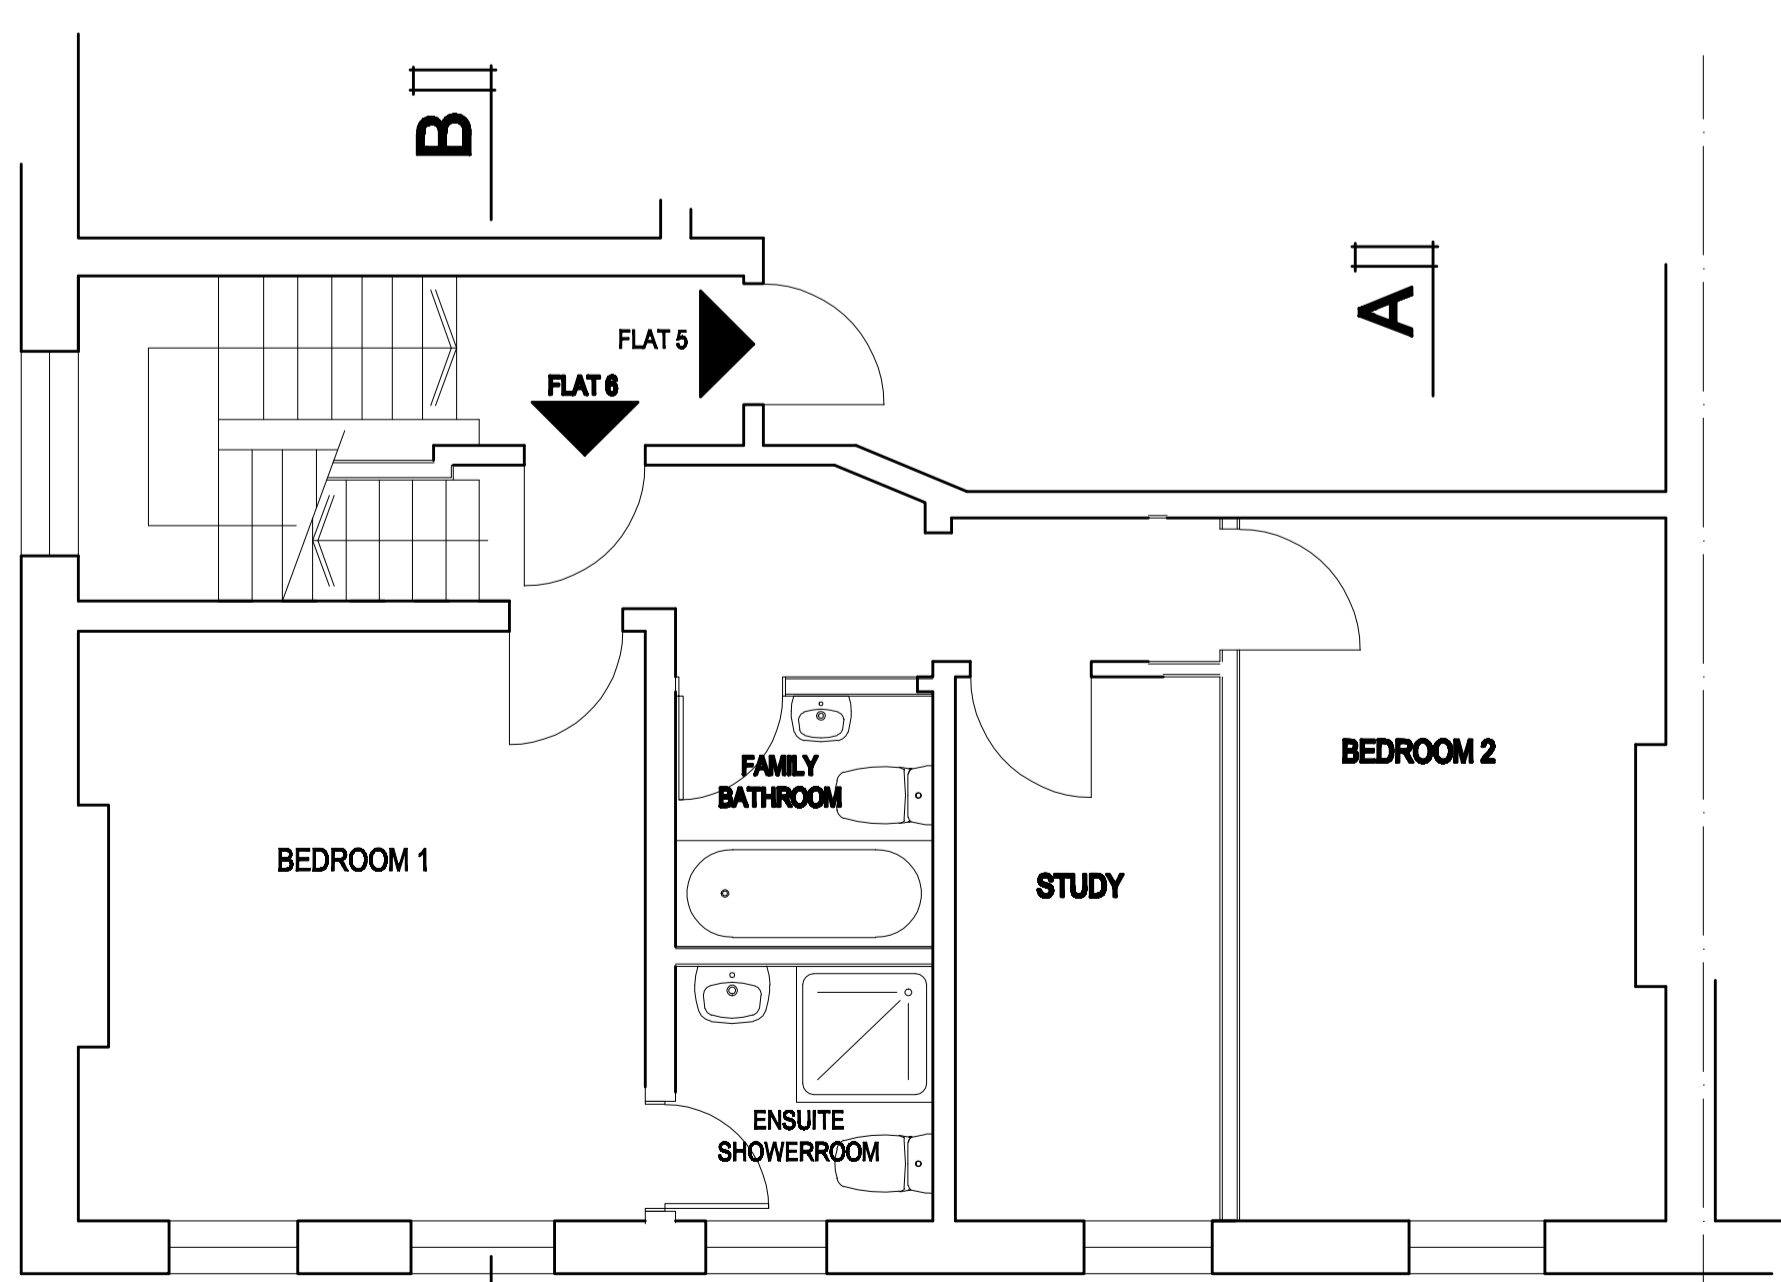 B
A
FLAT 5
FLAT 6
BEDROOM 2
FAMILY
BATHROOM
BEDROOM 1
STUDY
ENSUITE
SHOWERROOM